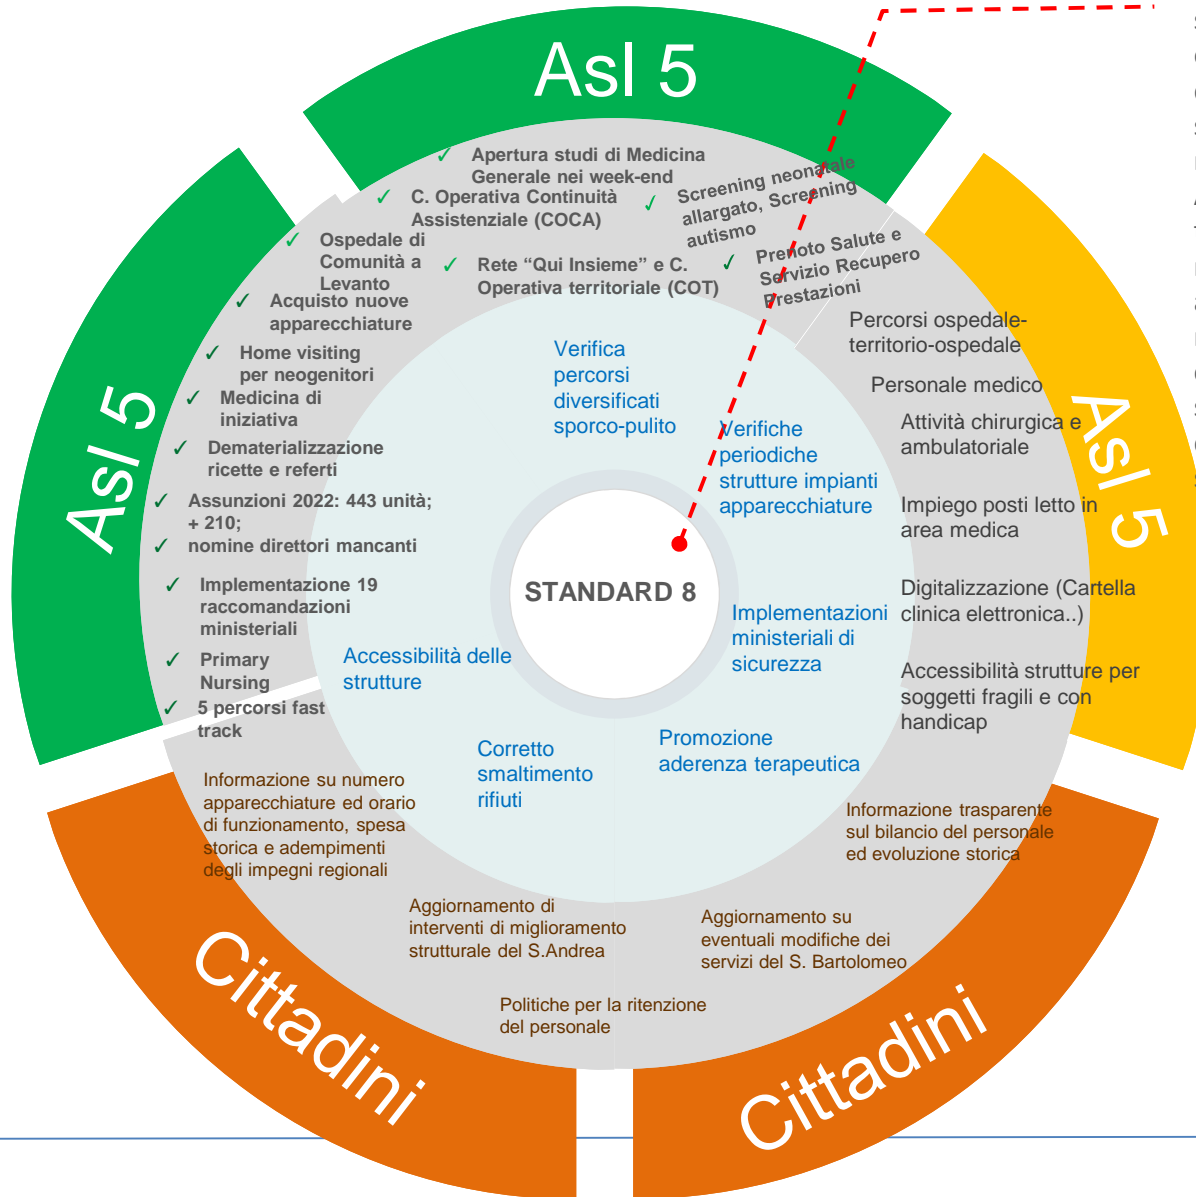 Asl 5
✓ Apertura studi di Medicina
Generale nei week-end
✓ C. Operativa Continuità
Assistenziale (COCA)
✓ Screening neonatale
allargato, Screening
autismo
✓ Ospedale di
Comunità a
Levanto
✓ Rete “Qui Insieme” e C.
Operativa territoriale (COT)
✓ Prenoto Salute e
Servizio Recupero
Prestazioni
✓ Acquisto nuove
apparecchiature
✓ Home visiting
per neogenitori
✓ Medicina di
iniziativa
✓ Dematerializzazione
ricette e referti
✓ Assunzioni 2022: 443 unità;
+ 210;
✓ nomine direttori mancanti
✓ Implementazione 19
raccomandazioni
ministeriali
✓ Primary
Nursing
✓ 5 percorsi fast
track
Asl 5
Verifica
percorsi
diversificati
sporco-pulito
Verifiche
periodiche
strutture impianti
apparecchiature
STANDARD 8
Implementazioni
ministeriali di
sicurezza
Accessibilità delle
strutture
Corretto
smaltimento
rifiuti
Promozione
aderenza terapeutica
Percorsi ospedale-
territorio-ospedale
Personale medico
Attività chirurgica e
ambulatoriale
Impiego posti letto in
area medica
Digitalizzazione (Cartella
clinica elettronica..)
Accessibilità strutture per
soggetti fragili e con
handicap
Asl 5
Informazione su numero
apparecchiature ed orario
di funzionamento, spesa
storica e adempimenti
degli impegni regionali
Aggiornamento di
interventi di miglioramento
strutturale del S.Andrea
Politiche per la ritenzione
del personale
Aggiornamento su
eventuali modifiche dei
servizi del S. Bartolomeo
Informazione trasparente
sul bilancio del personale
ed evoluzione storica
Cittadini
Cittadini